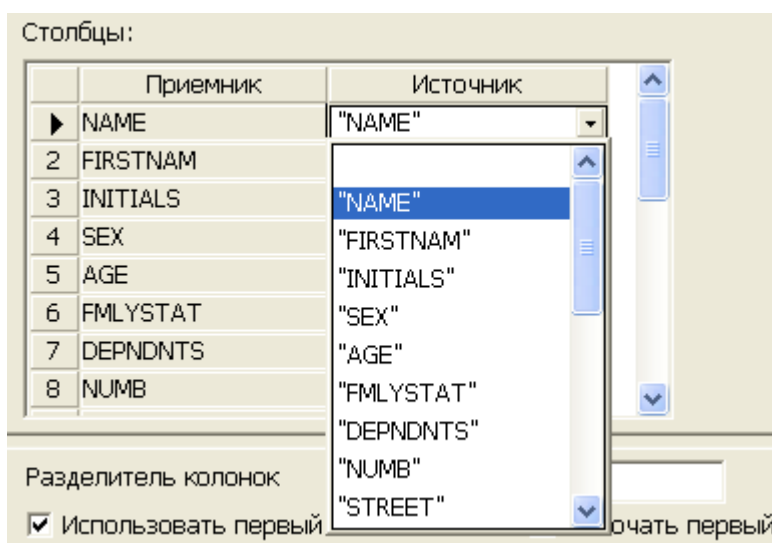 Столбцы:
Приемник Источник
NAME "NAME"
2 FIRSTNAM
3 INITIALS "NAME"
4 SEX "FIRSTNAM"
5 AGE "INITIALS"
6 FMLYSTAT "SEX"
7 DEPNDNTS "AGE"
8 NUMB "FMLYSTAT"
"DEPNDNTS"
Разделитель колонок "NUMB"
"STREET"
Использовать первый очать первый